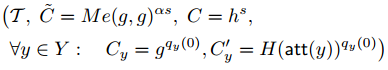 (𝒯, C̃ = Me(g, g)^{αs}, C = h^s,
∀y ∈ Y : C_y = g^{q_y(0)}, C′_y = H(att(y))^{q_y(0)})